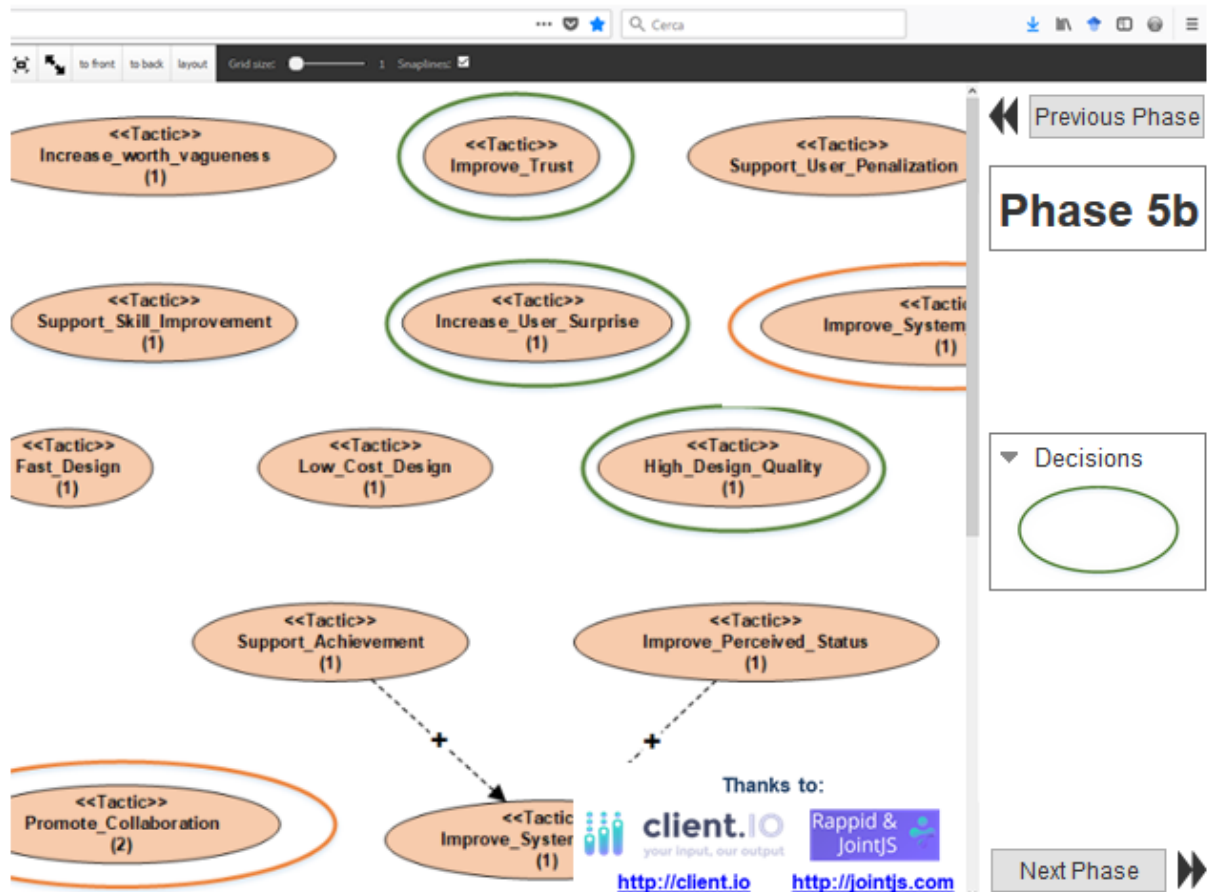 Cerca
to front
to back
layout
Grid size:
1
Snaplines:
Previous Phase
Phase 5b
<<Tactic>>
Increase_worth_vagueness
(1)
<<Tactic>>
Improve_Trust
<<Tactic>>
Support_User_Penalization
<<Tactic>>
Support_Skill_Improvement
(1)
<<Tactic>>
Increase_User_Surprise
(1)
<<Tactic
Improve_System
(1)
<<Tactic>>
Fast_Design
(1)
<<Tactic>>
Low_Cost_Design
(1)
<<Tactic>>
High_Design_Quality
(1)
Decisions
<<Tactic>>
Support_Achievement
(1)
<<Tactic>>
Improve_Perceived_Status
(1)
+
+
<<Tactic>>
Promote_Collaboration
(2)
<<Tactic
Improve_System
(1)
Thanks to:
client.IO
your input, our output
http://client.io
Rappid &
JointJS
http://jointjs.com
Next Phase